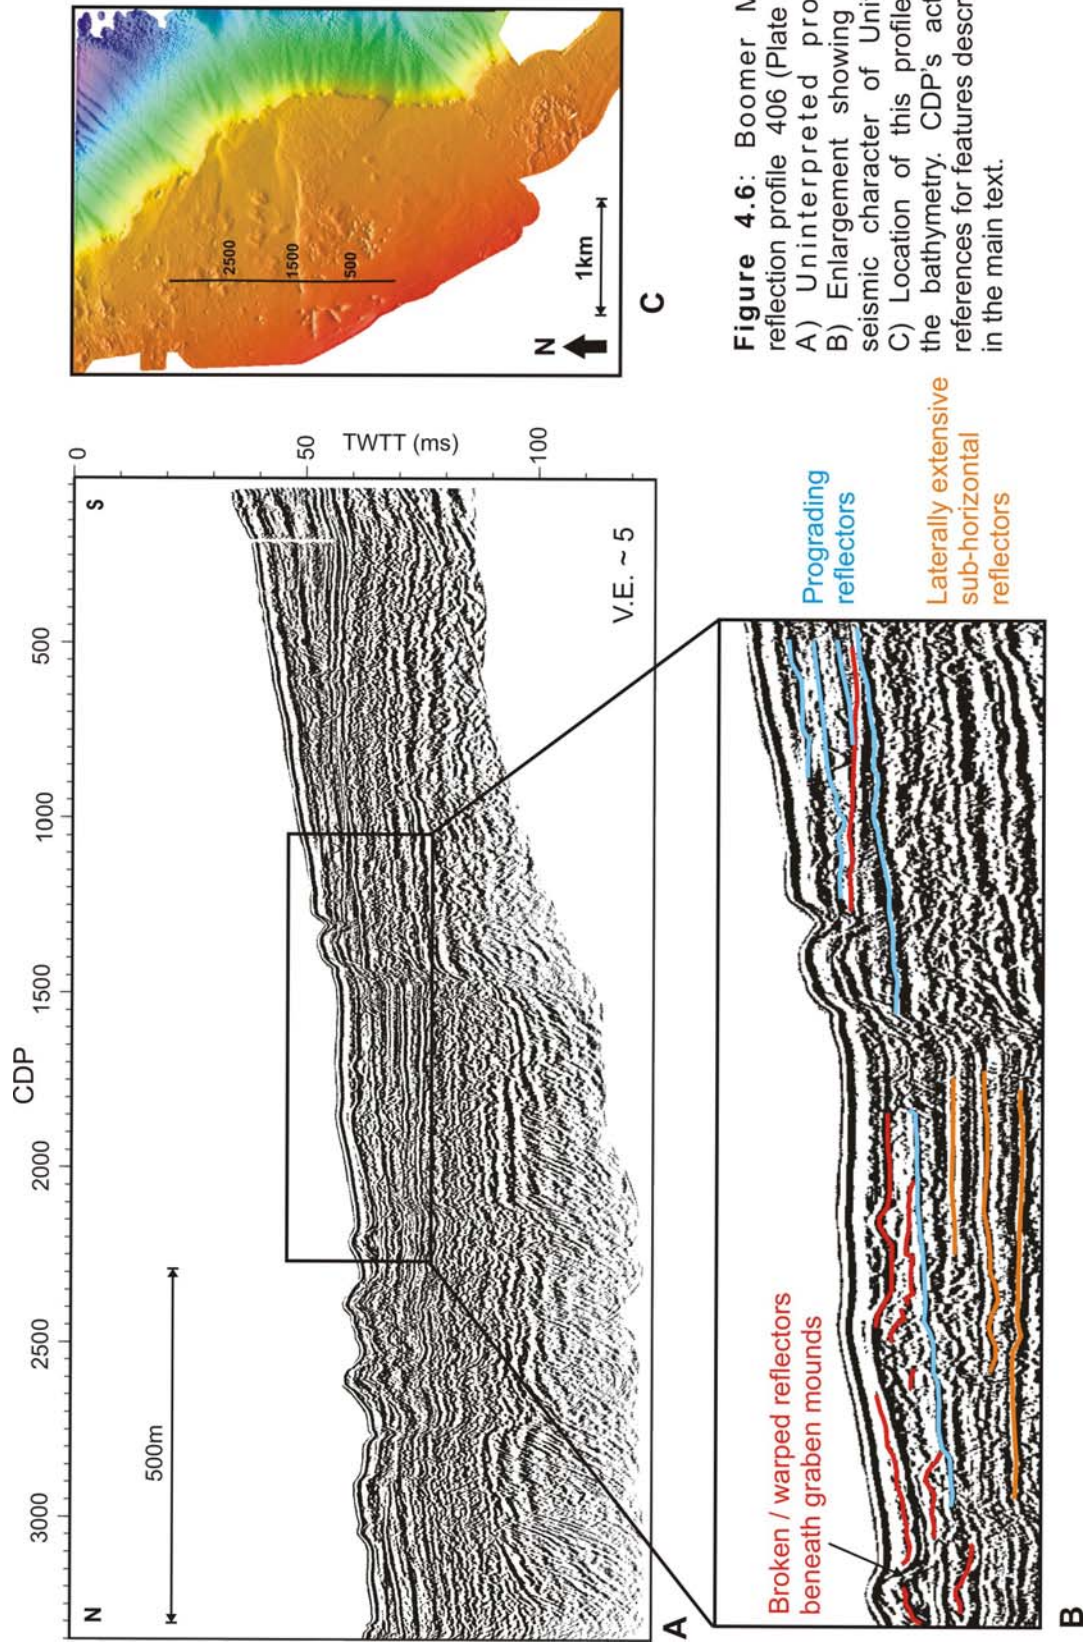 CDP
3000
2500
2000
1500
1000
500
N
S
500m
0
50
TWTT (ms)
100
V.E. ~ 5
A
Broken / warped reflectors
beneath graben mounds
Prograding
reflectors
Laterally extensive
sub-horizontal
reflectors
B
2500
1500
500
N
1km
C
Figure 4.6: Boomer M
reflection profile 406 (Plate
A) Uninterpreted pro
B) Enlargement showing
seismic character of Uni
C) Location of this profile
the bathymetry. CDP's act
references for features descr
in the main text.